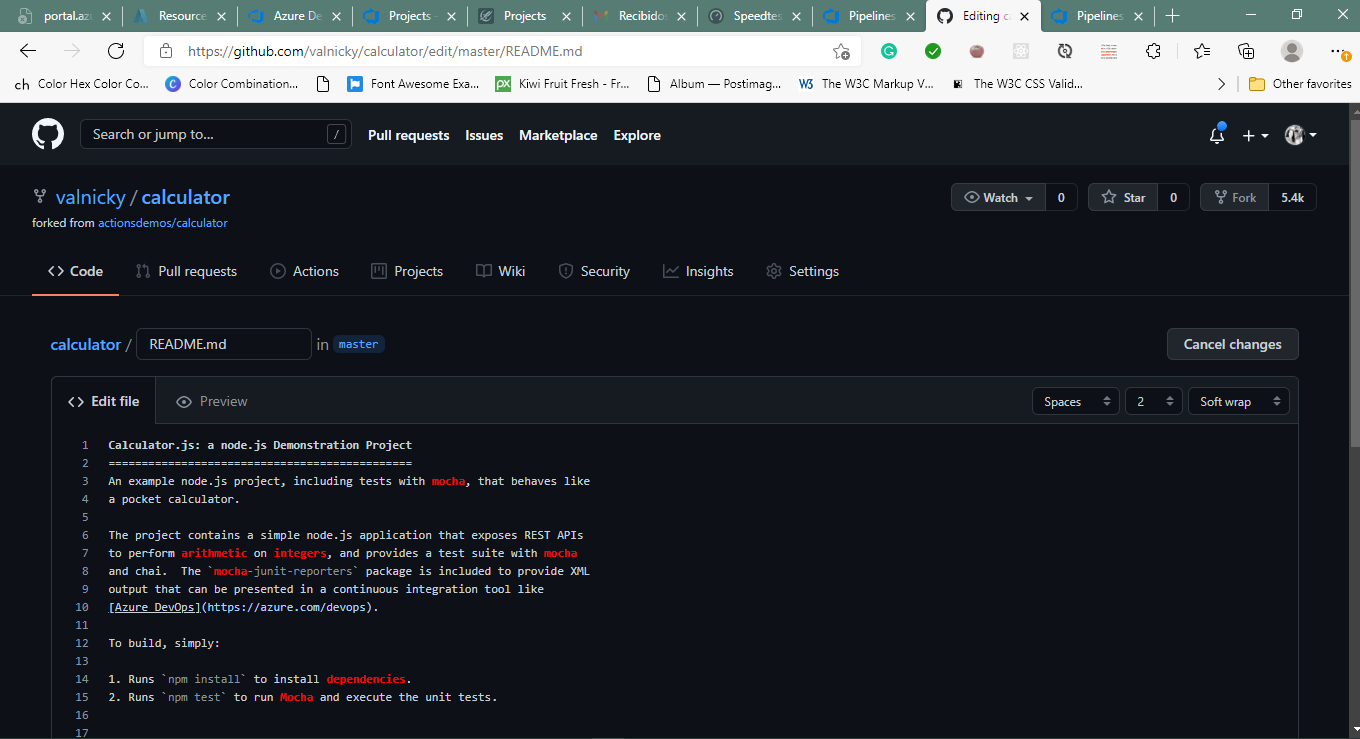 portal.azu
Resource
Azure De
Projects -
Projects
Recibidos
Speedtes
Pipelines
Editing c
Pipelines
https://github.com/valnicky/calculator/edit/master/README.md
ch Color Hex Color Co...
C Color Combination...
Font Awesome Exa...
px Kiwi Fruit Fresh - Fr...
Album — Postimag...
W3 The W3C Markup V...
The W3C CSS Valid...
Other favorites
Search or jump to... /
Pull requests Issues Marketplace Explore
valnicky / calculator
Watch 0 Star 0 Fork 5.4k
forked from actionsdemos/calculator
<> Code Pull requests Actions Projects Wiki Security Insights Settings
calculator / README.md in master Cancel changes
<> Edit file Preview Spaces 2 Soft wrap
1 Calculator.js: a node.js Demonstration Project
2 ==============================================
3 An example node.js project, including tests with mocha, that behaves like
4 a pocket calculator.
5
6 The project contains a simple node.js application that exposes REST APIs
7 to perform arithmetic on integers, and provides a test suite with mocha
8 and chai.  The `mocha-junit-reporters` package is included to provide XML
9 output that can be presented in a continuous integration tool like
10 [Azure DevOps](https://azure.com/devops).
11
12 To build, simply:
13
14 1. Runs `npm install` to install dependencies.
15 2. Runs `npm test` to run Mocha and execute the unit tests.
16
17